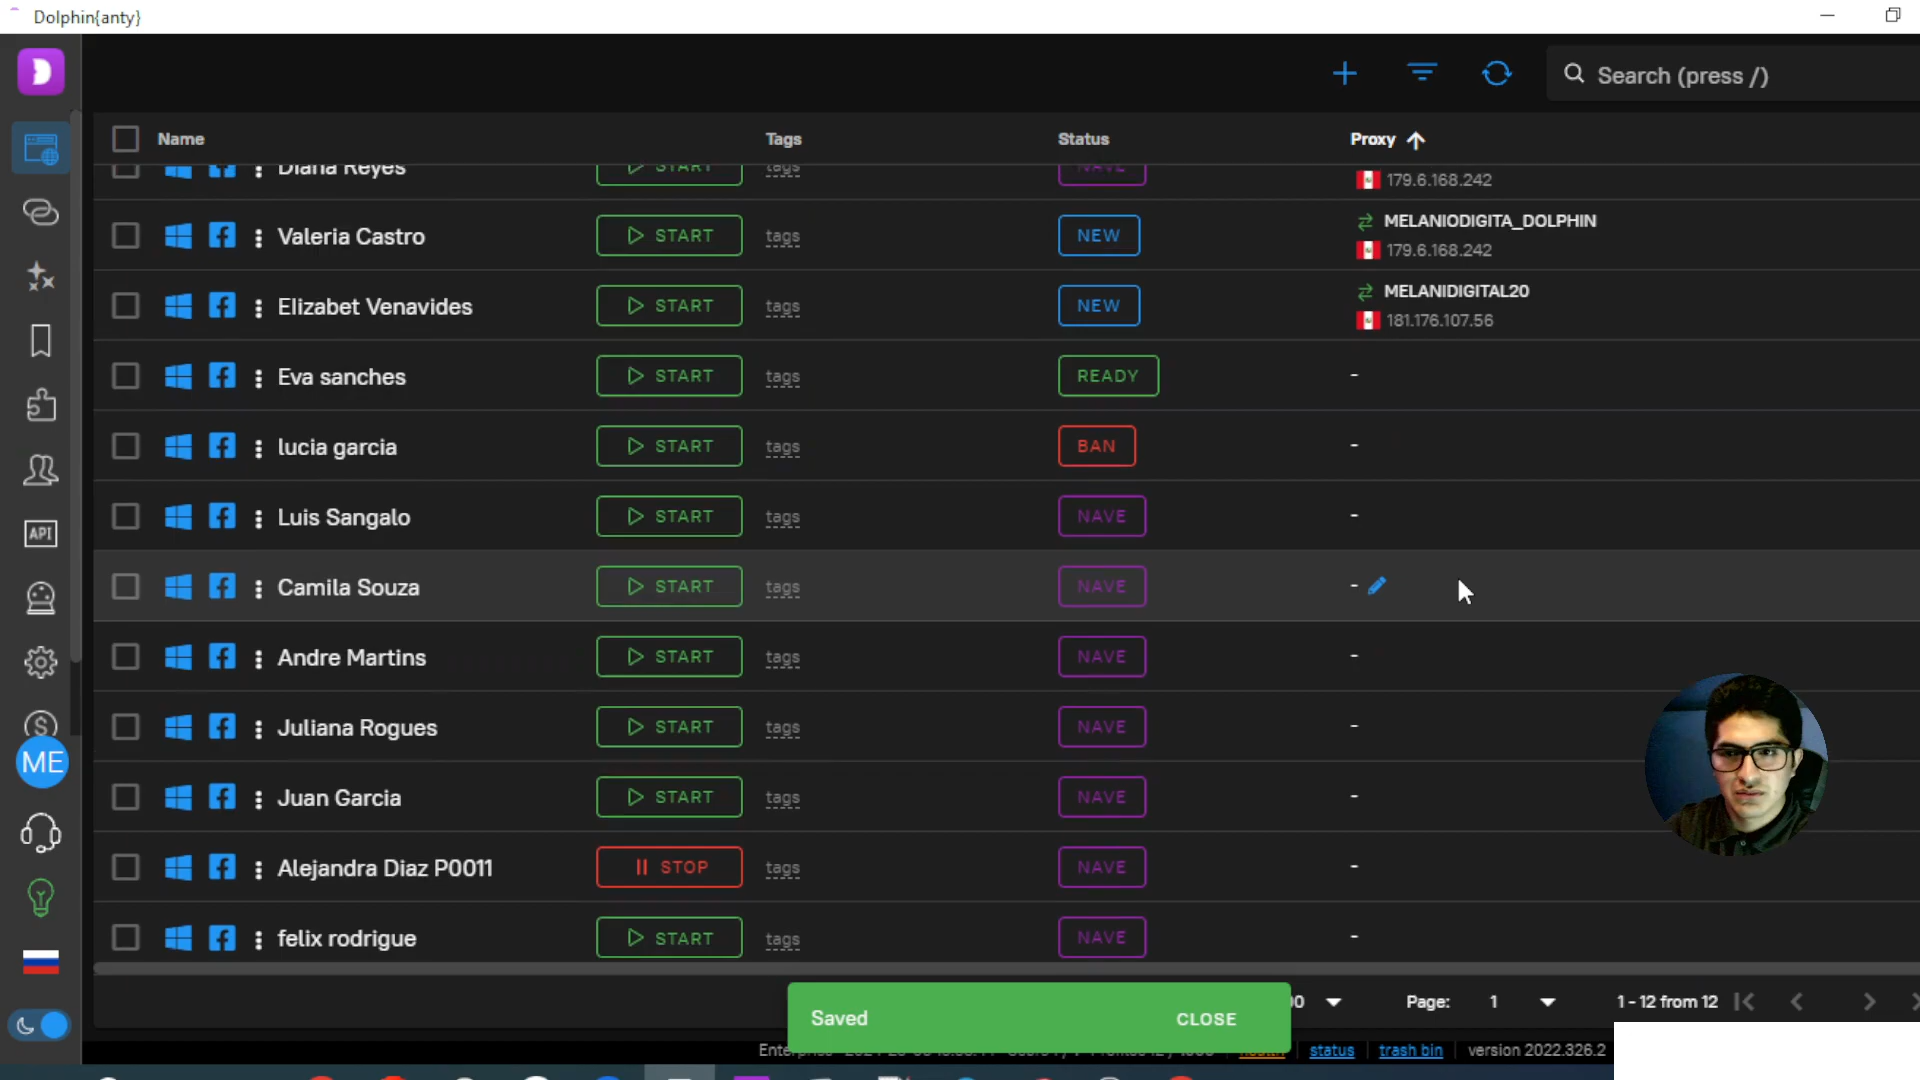 Dolphin{anty}
Search (press /)
Name Tags Status Proxy
Diana Reyes START tags NAVE 179.6.168.242
Valeria Castro START tags NEW MELANIODIGITA_DOLPHIN
179.6.168.242
Elizabet Venavides START tags NEW MELANIDIGITAL20
181.176.107.56
Eva sanches START tags READY -
lucia garcia START tags BAN -
Luis Sangalo START tags NAVE -
API
Camila Souza START tags NAVE -
Andre Martins START tags NAVE -
Juliana Rogues START tags NAVE -
ME
Juan Garcia START tags NAVE -
Alejandra Diaz P0011 STOP tags NAVE -
felix rodrigue START tags NAVE -
Saved CLOSE
Page: 1 1 - 12 from 12
status trash bin version 2022.326.2